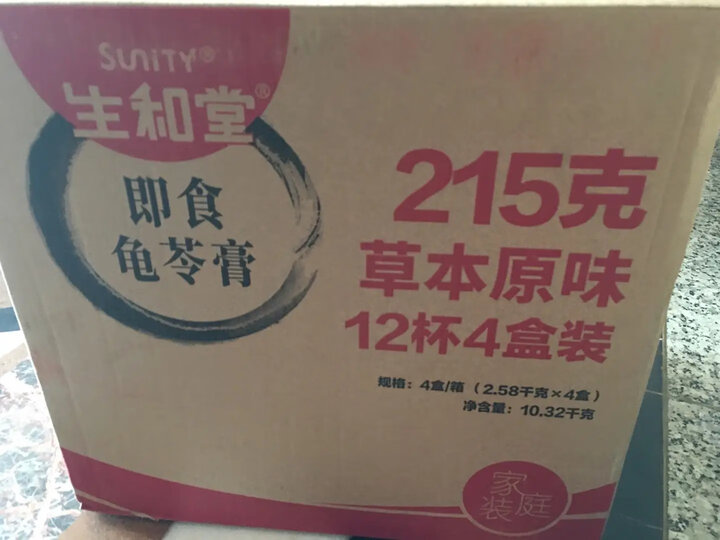 SUNITY®
生和堂®
即食
龟苓膏
215克
草本原味
12杯4盒装
规格：4盒/箱（2.58千克×4盒）
净含量：10.32千克
家庭装